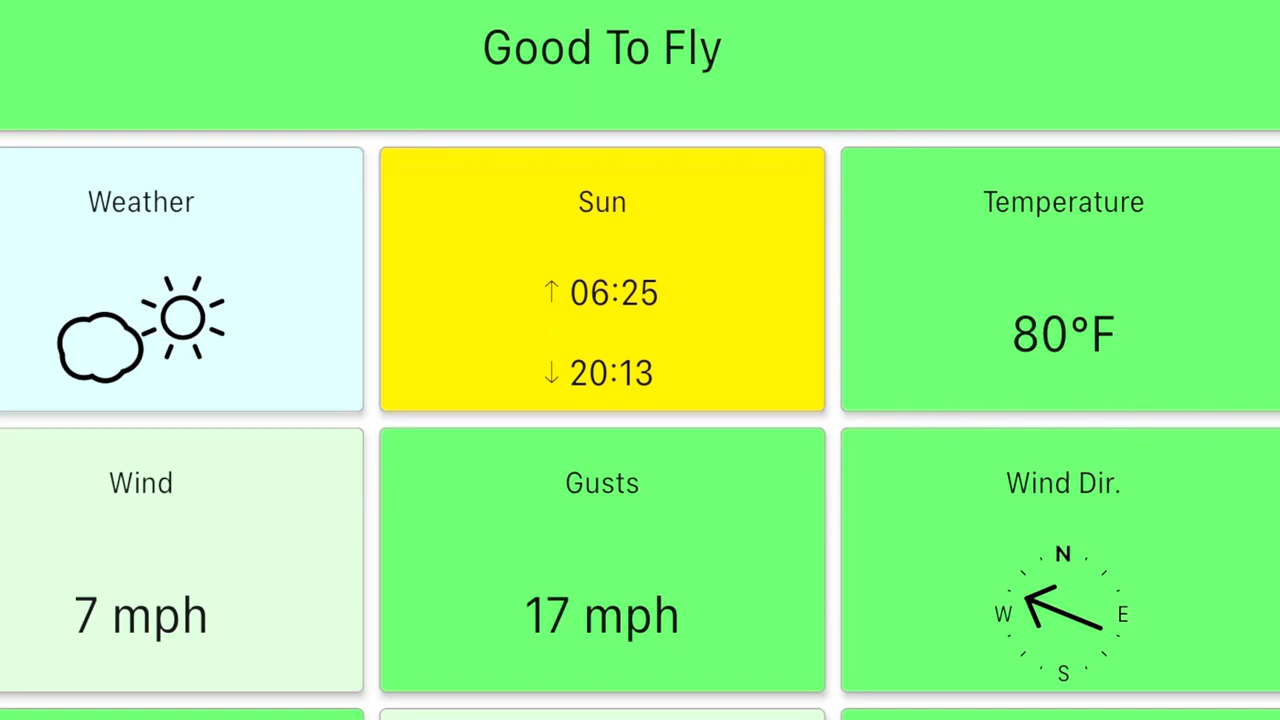 Good To Fly
Weather
Sun
Temperature
↑ 06:25
↓ 20:13
80°F
Wind
Gusts
Wind Dir.
7 mph
17 mph
N
W
E
S